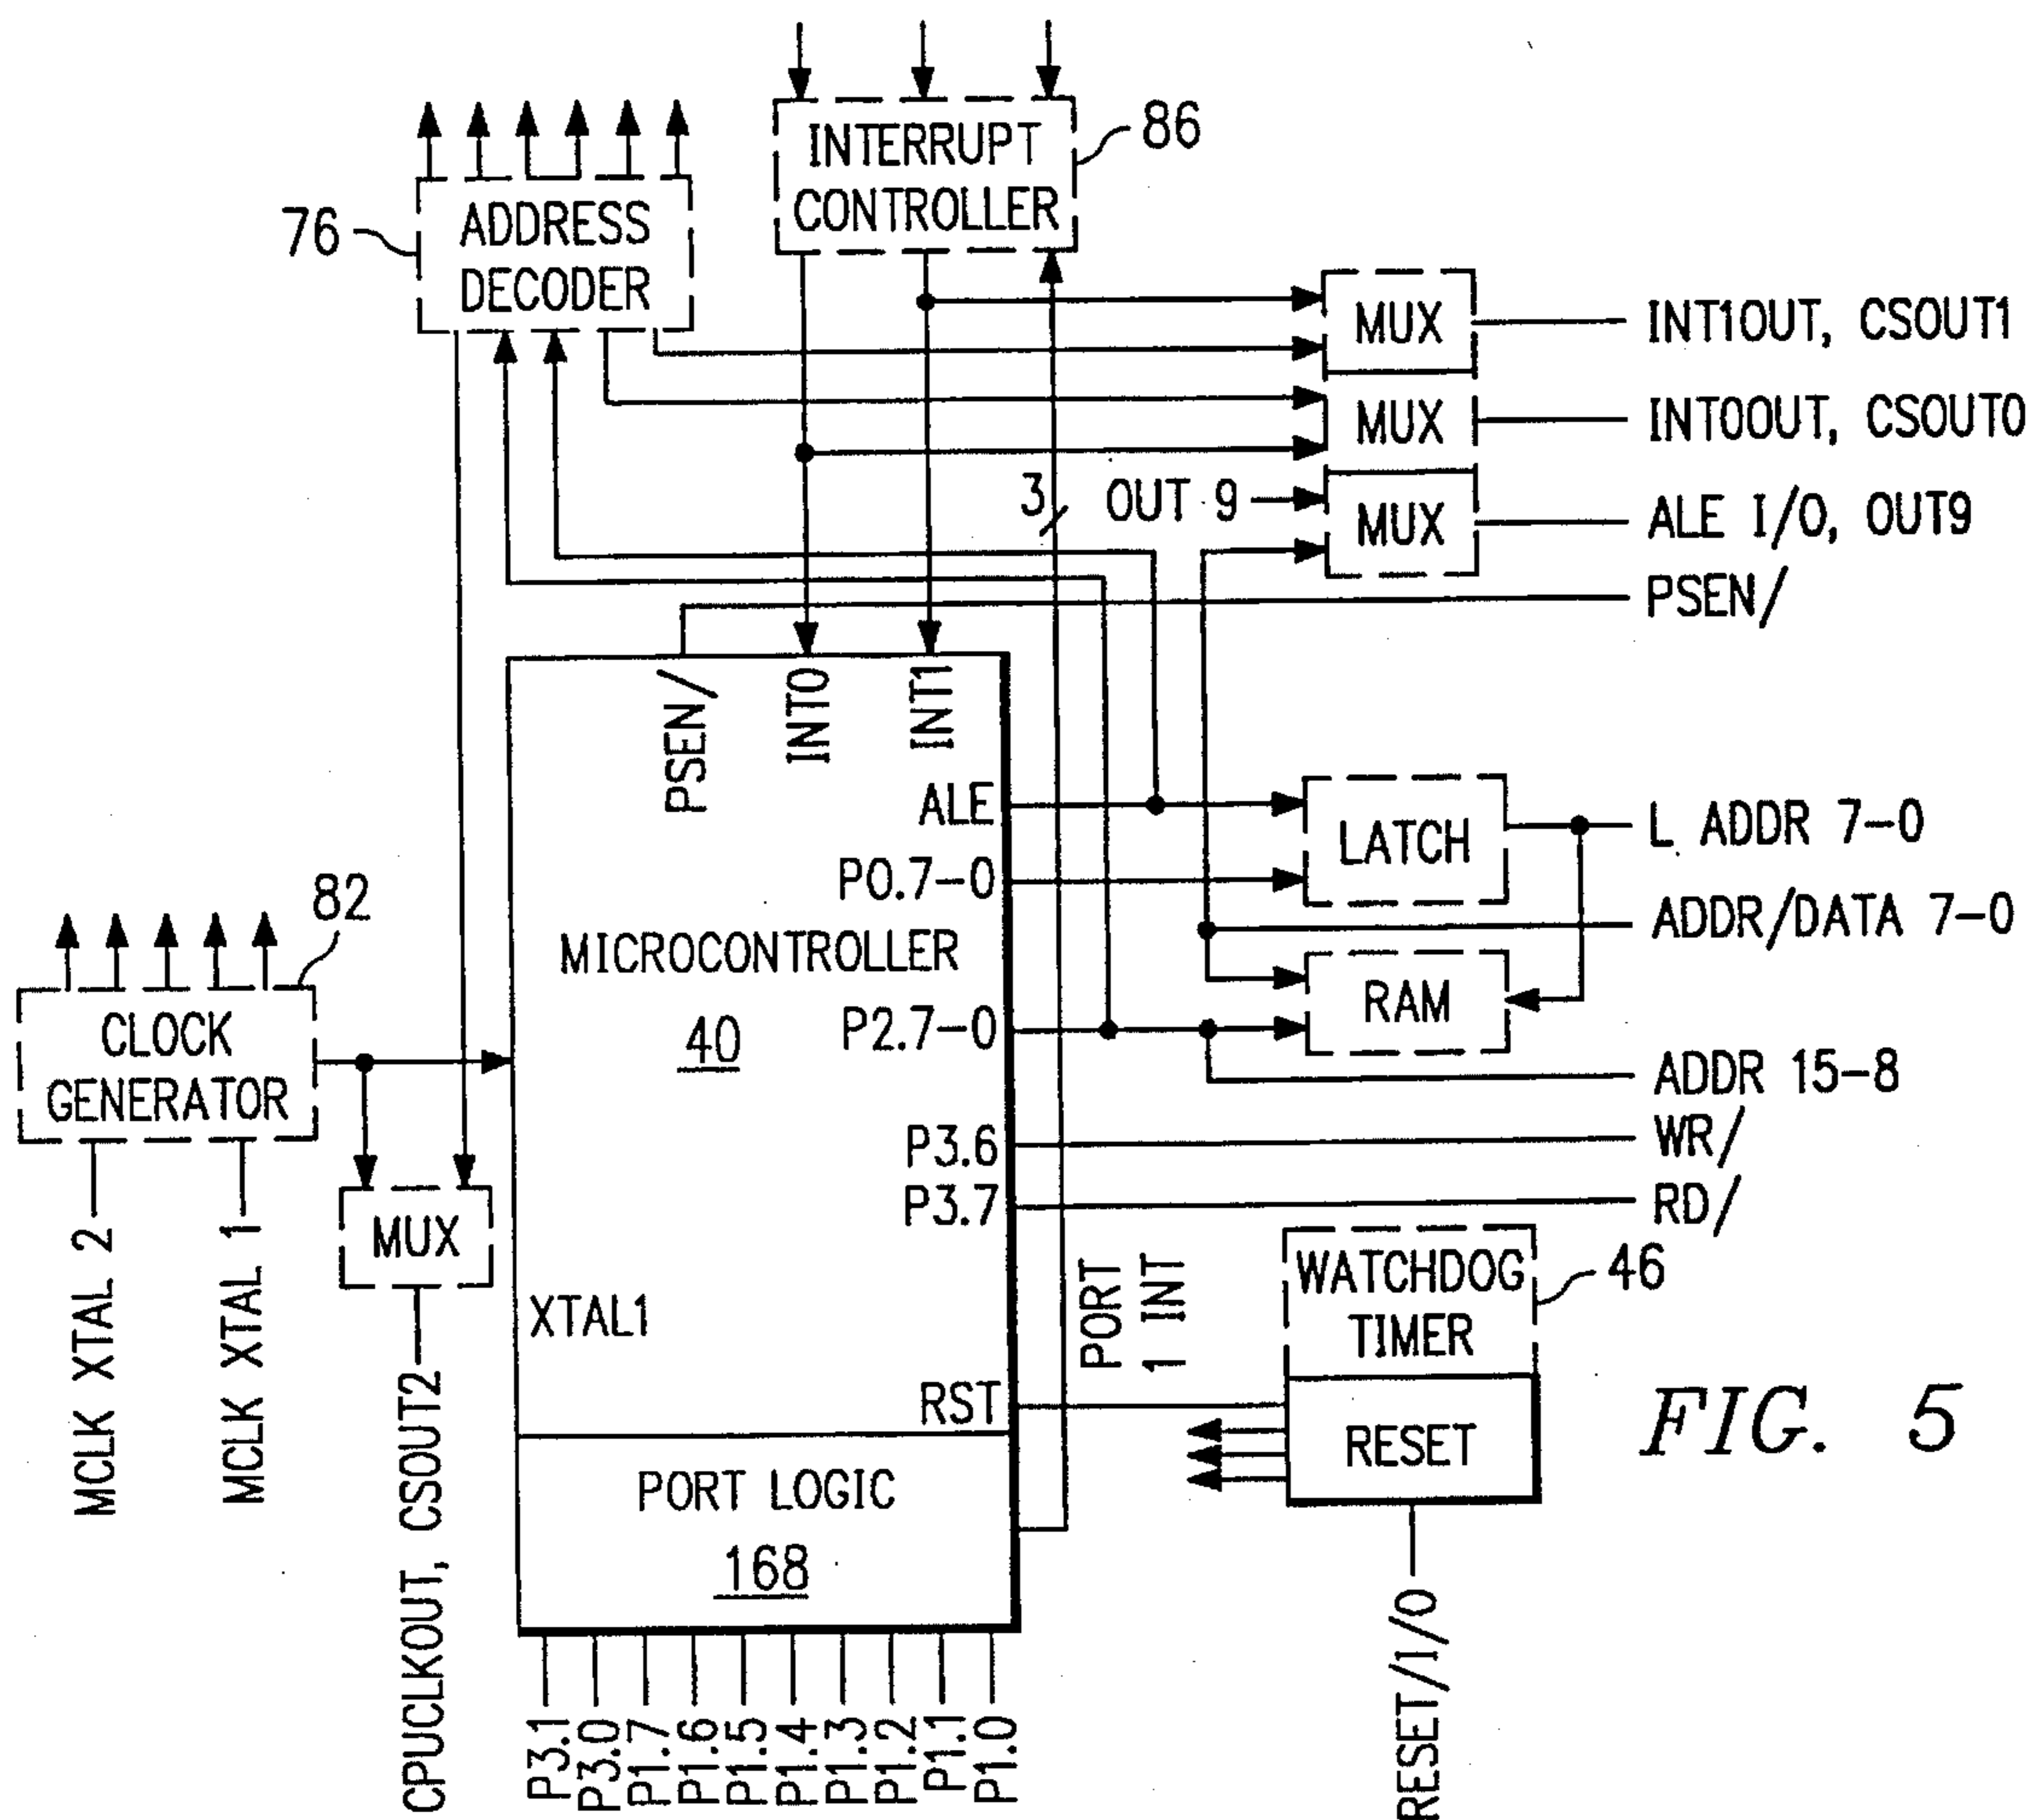 INTERRUPT
CONTROLLER
86
76
ADDRESS
DECODER
MUX
INT1OUT, CSOUT1
MUX
INT0OUT, CSOUT0
3
OUT 9
MUX
ALE I/O, OUT9
PSEN/
PSEN/
INT0
INT1
ALE
LATCH
L ADDR 7-0
P0.7-0
82
MICROCONTROLLER
40
ADDR/DATA 7-0
RAM
P2.7-0
CLOCK
GENERATOR
ADDR 15-8
P3.6
WR/
P3.7
RD/
MUX
MCLK XTAL 2
MCLK XTAL 1
CPUCLKOUT, CSOUT2
XTAL1
PORT
1 INT
WATCHDOG
TIMER
46
RST
RESET
FIG. 5
PORT LOGIC
168
RESET/I/O
P3.1
P3.0
P1.7
P1.6
P1.5
P1.4
P1.3
P1.2
P1.1
P1.0